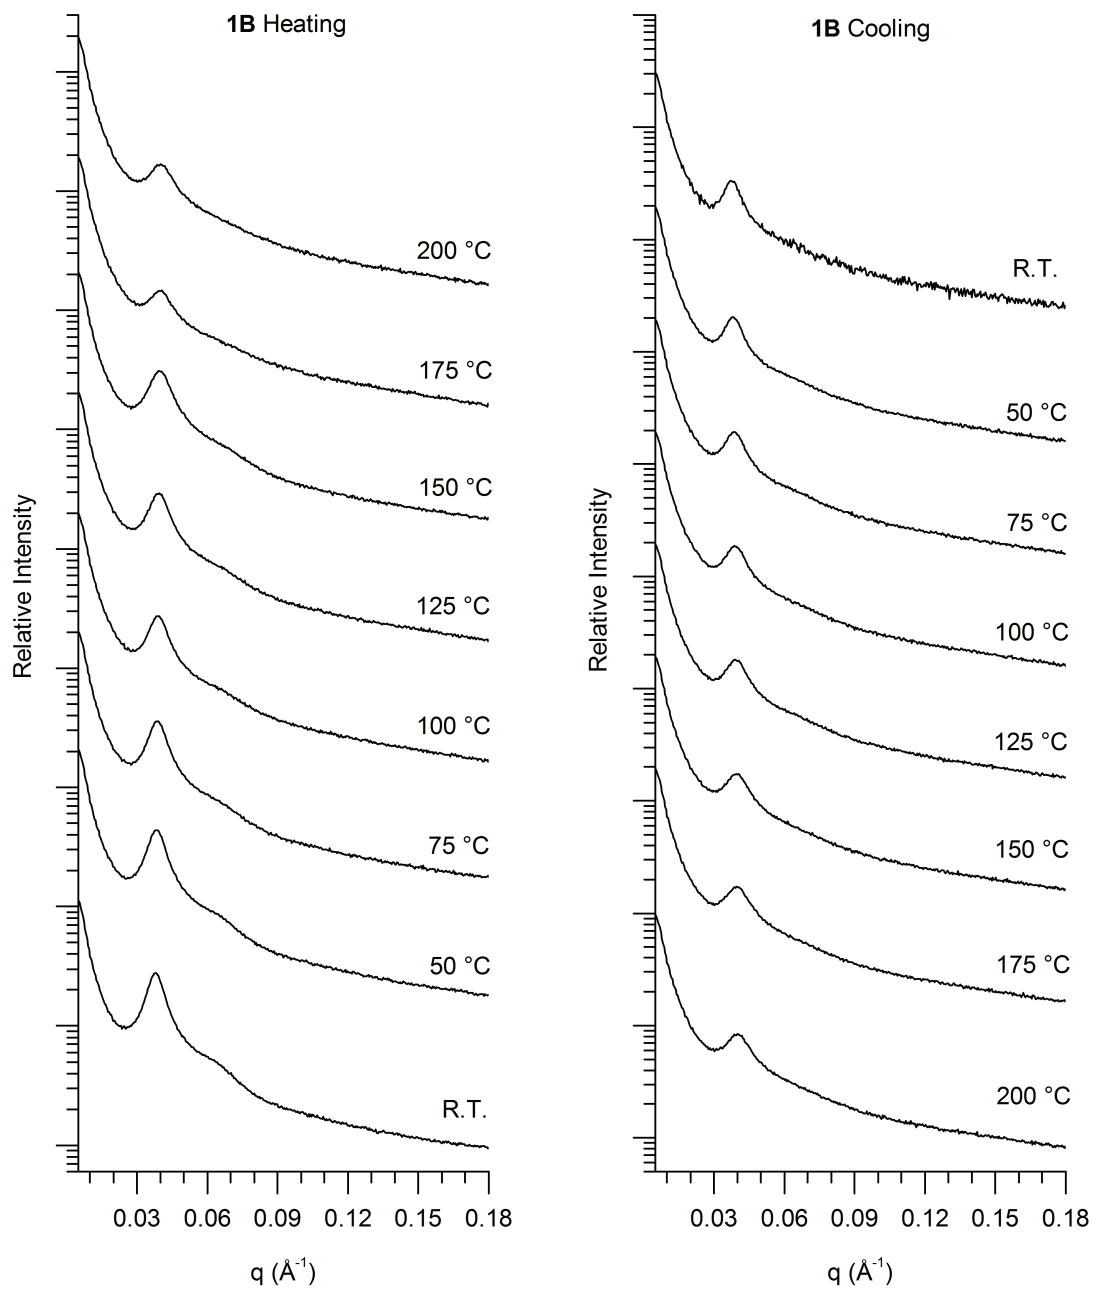 1B Heating
Relative Intensity
200 °C
175 °C
150 °C
125 °C
100 °C
75 °C
50 °C
R.T.
0.03 0.06 0.09 0.12 0.15 0.18
q (Å-1)
1B Cooling
Relative Intensity
R.T.
50 °C
75 °C
100 °C
125 °C
150 °C
175 °C
200 °C
0.03 0.06 0.09 0.12 0.15 0.18
q (Å-1)